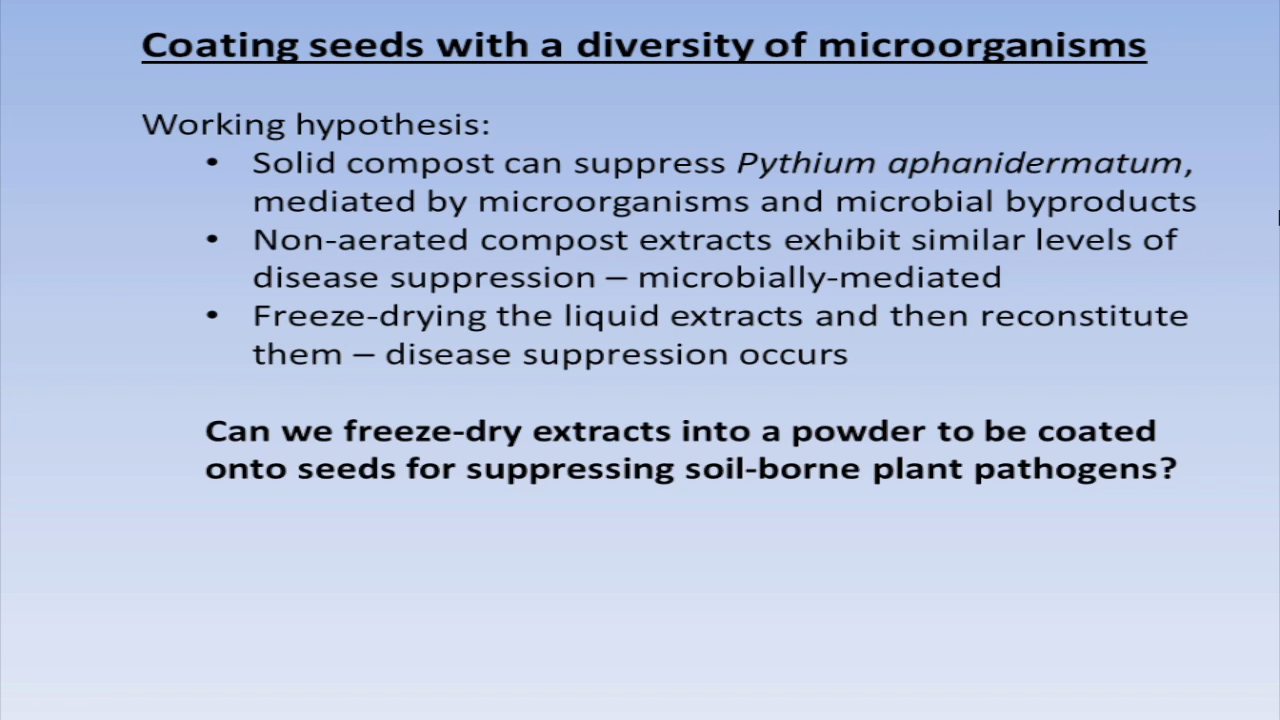 Coating seeds with a diversity of microorganisms
Working hypothesis:
• Solid compost can suppress Pythium aphanidermatum,
mediated by microorganisms and microbial byproducts
• Non-aerated compost extracts exhibit similar levels of
disease suppression – microbially-mediated
• Freeze-drying the liquid extracts and then reconstitute
them – disease suppression occurs
Can we freeze-dry extracts into a powder to be coated
onto seeds for suppressing soil-borne plant pathogens?